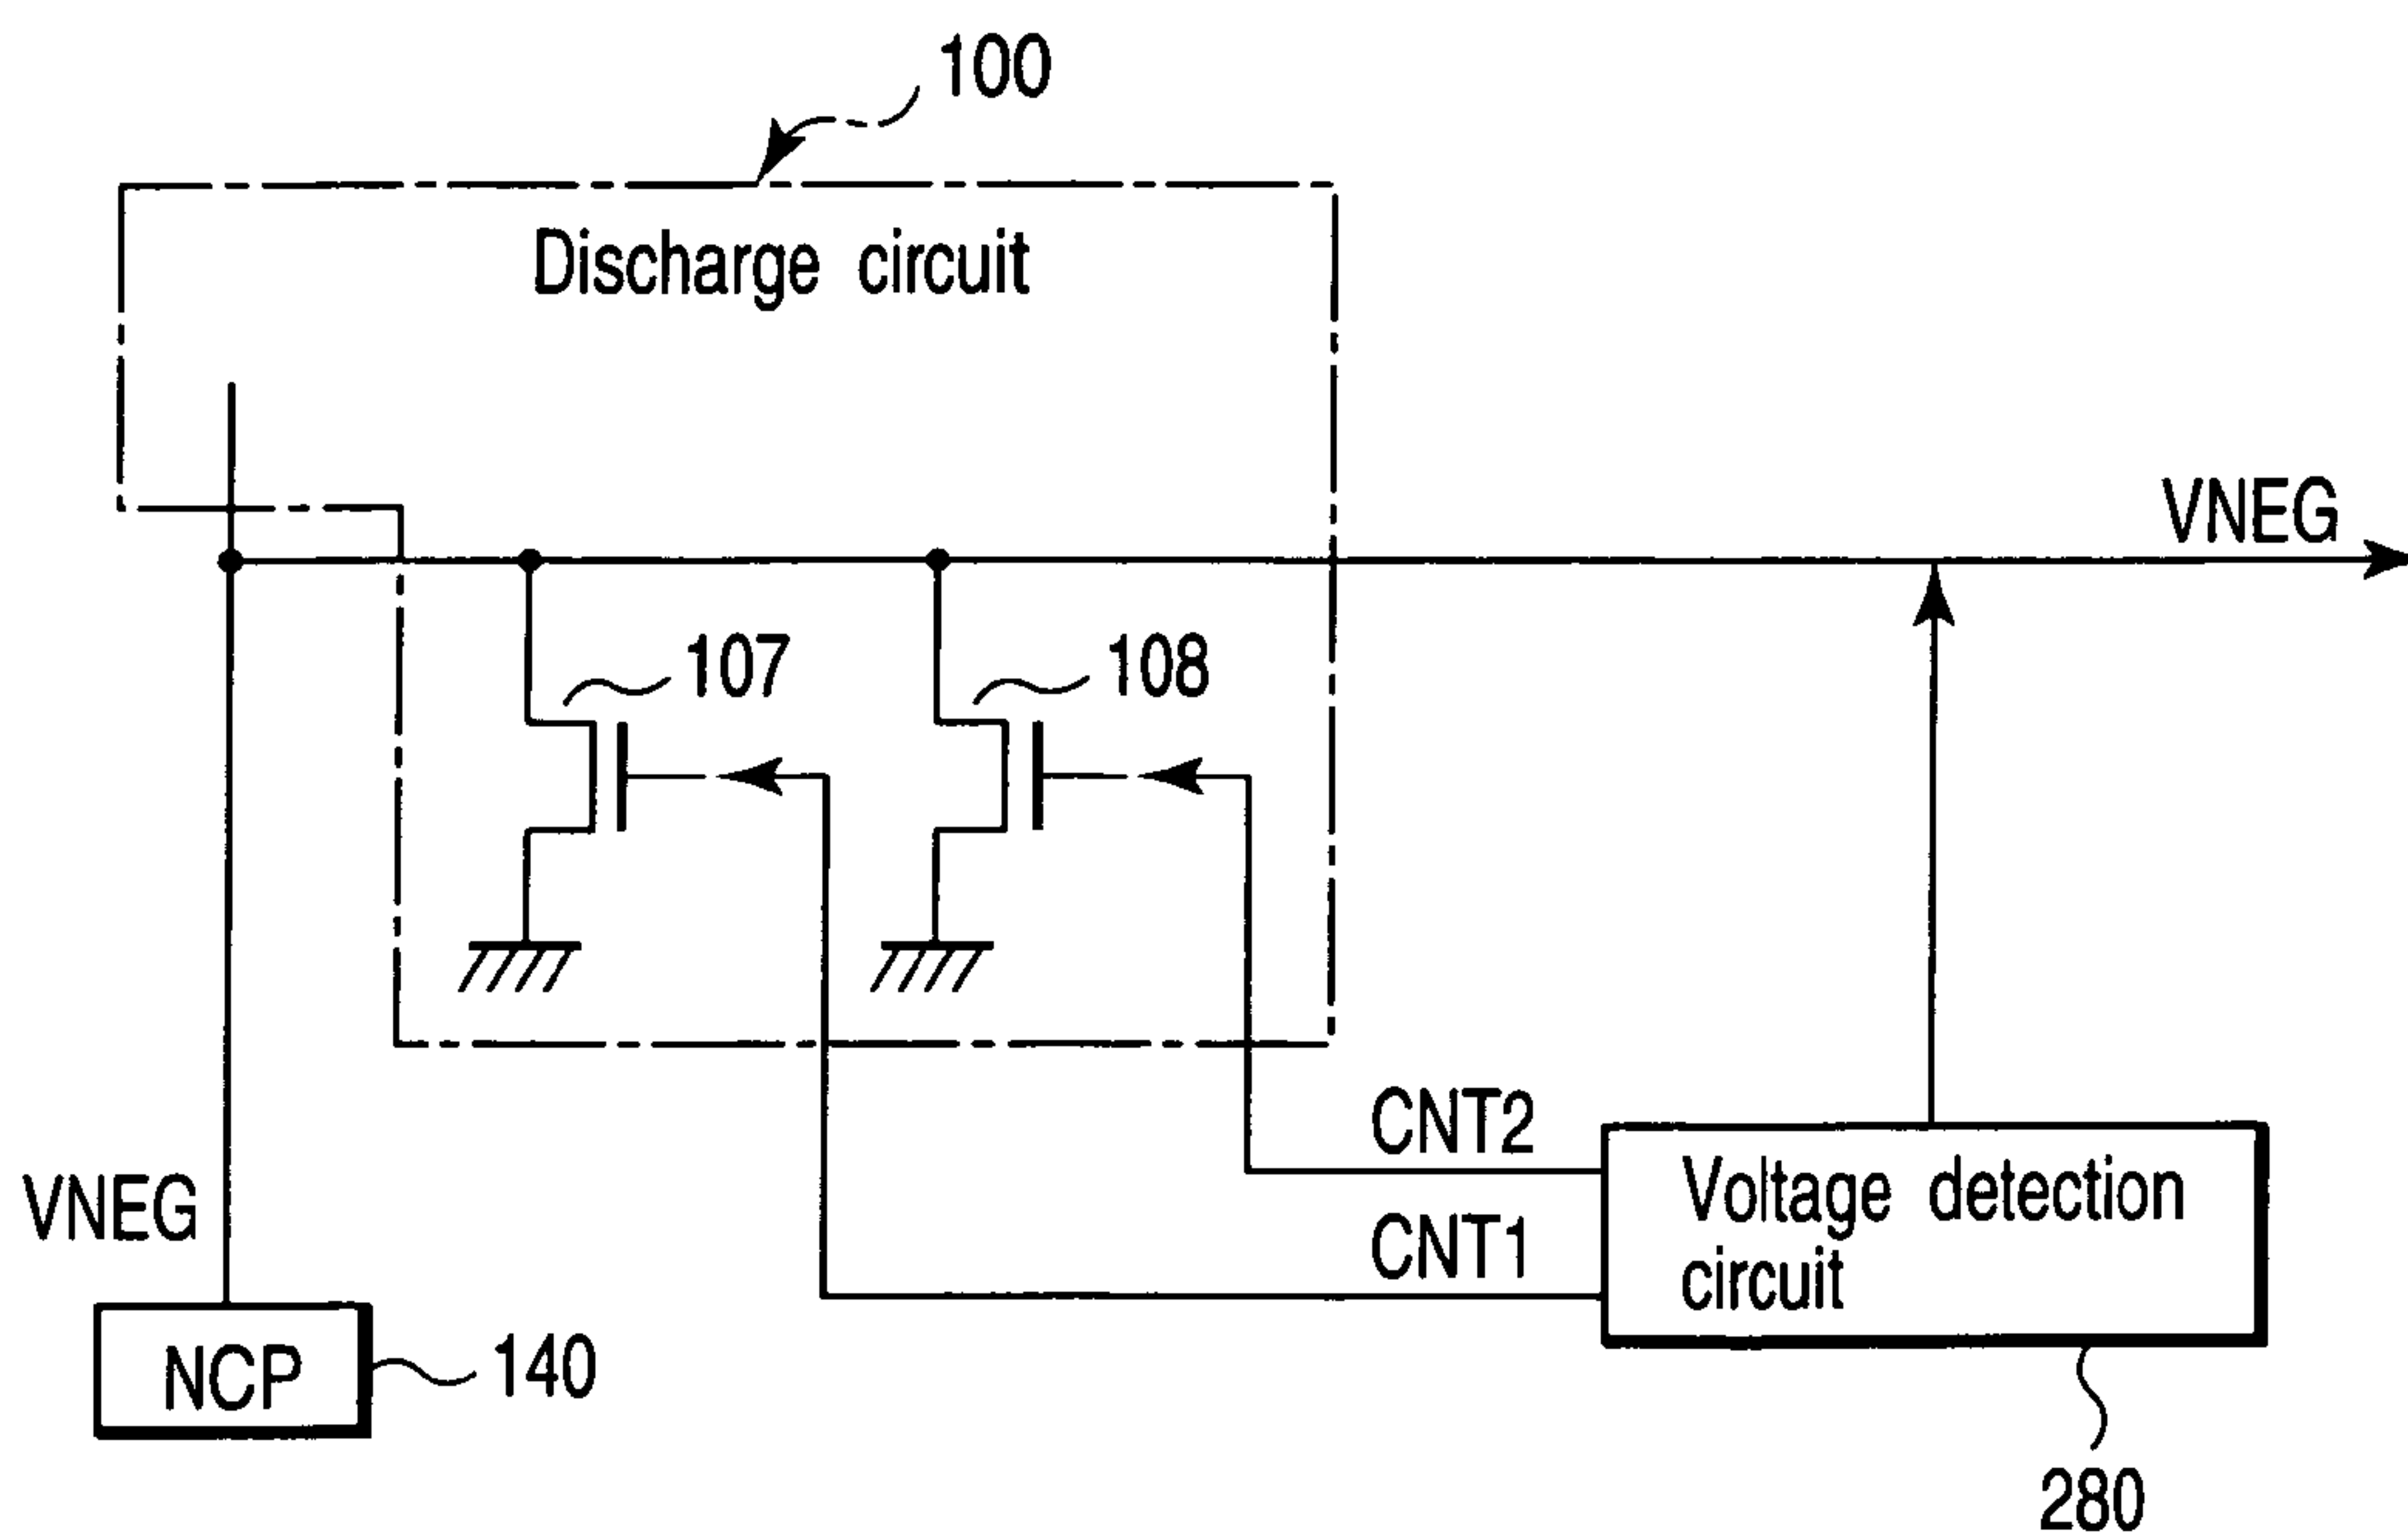 100
Discharge circuit
VNEG
107
108
CNT2
Voltage detection
circuit
VNEG
CNT1
NCP
140
280